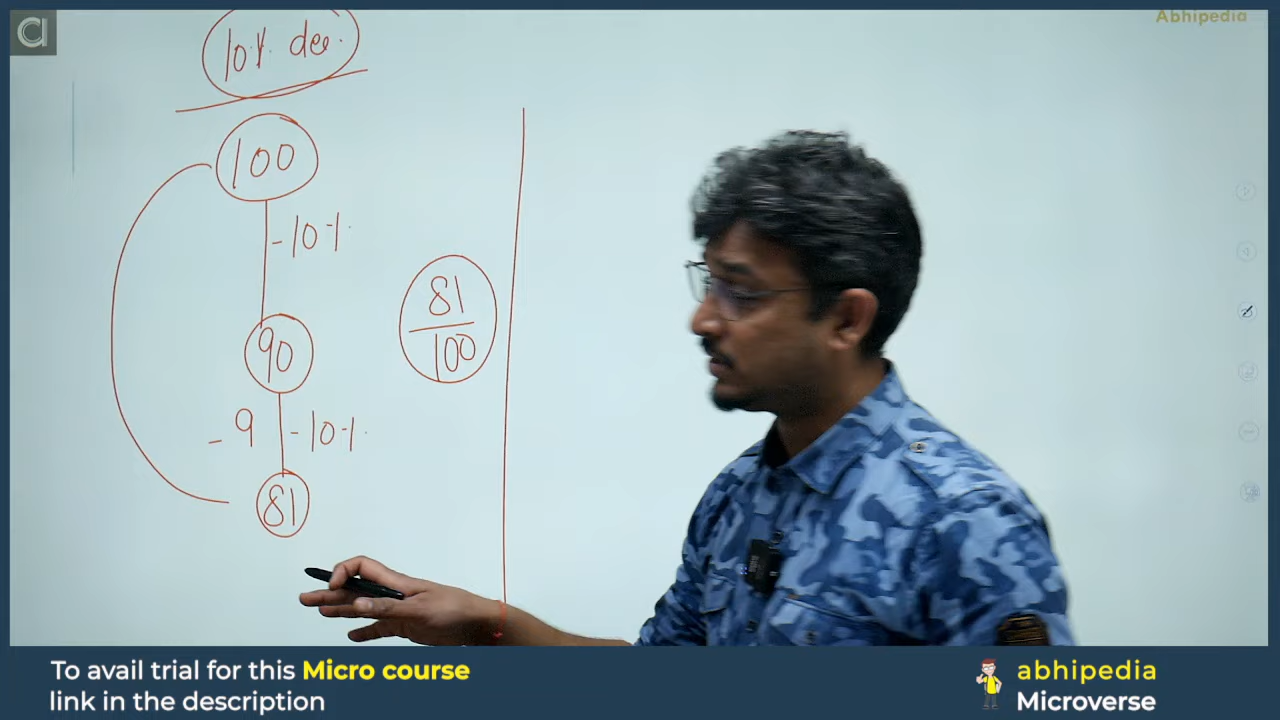 Abhipedia
10% dec.
100
-10%
90
81
100
- 9
-10%
81
To avail trial for this Micro course
link in the description
abhipedia
Microverse